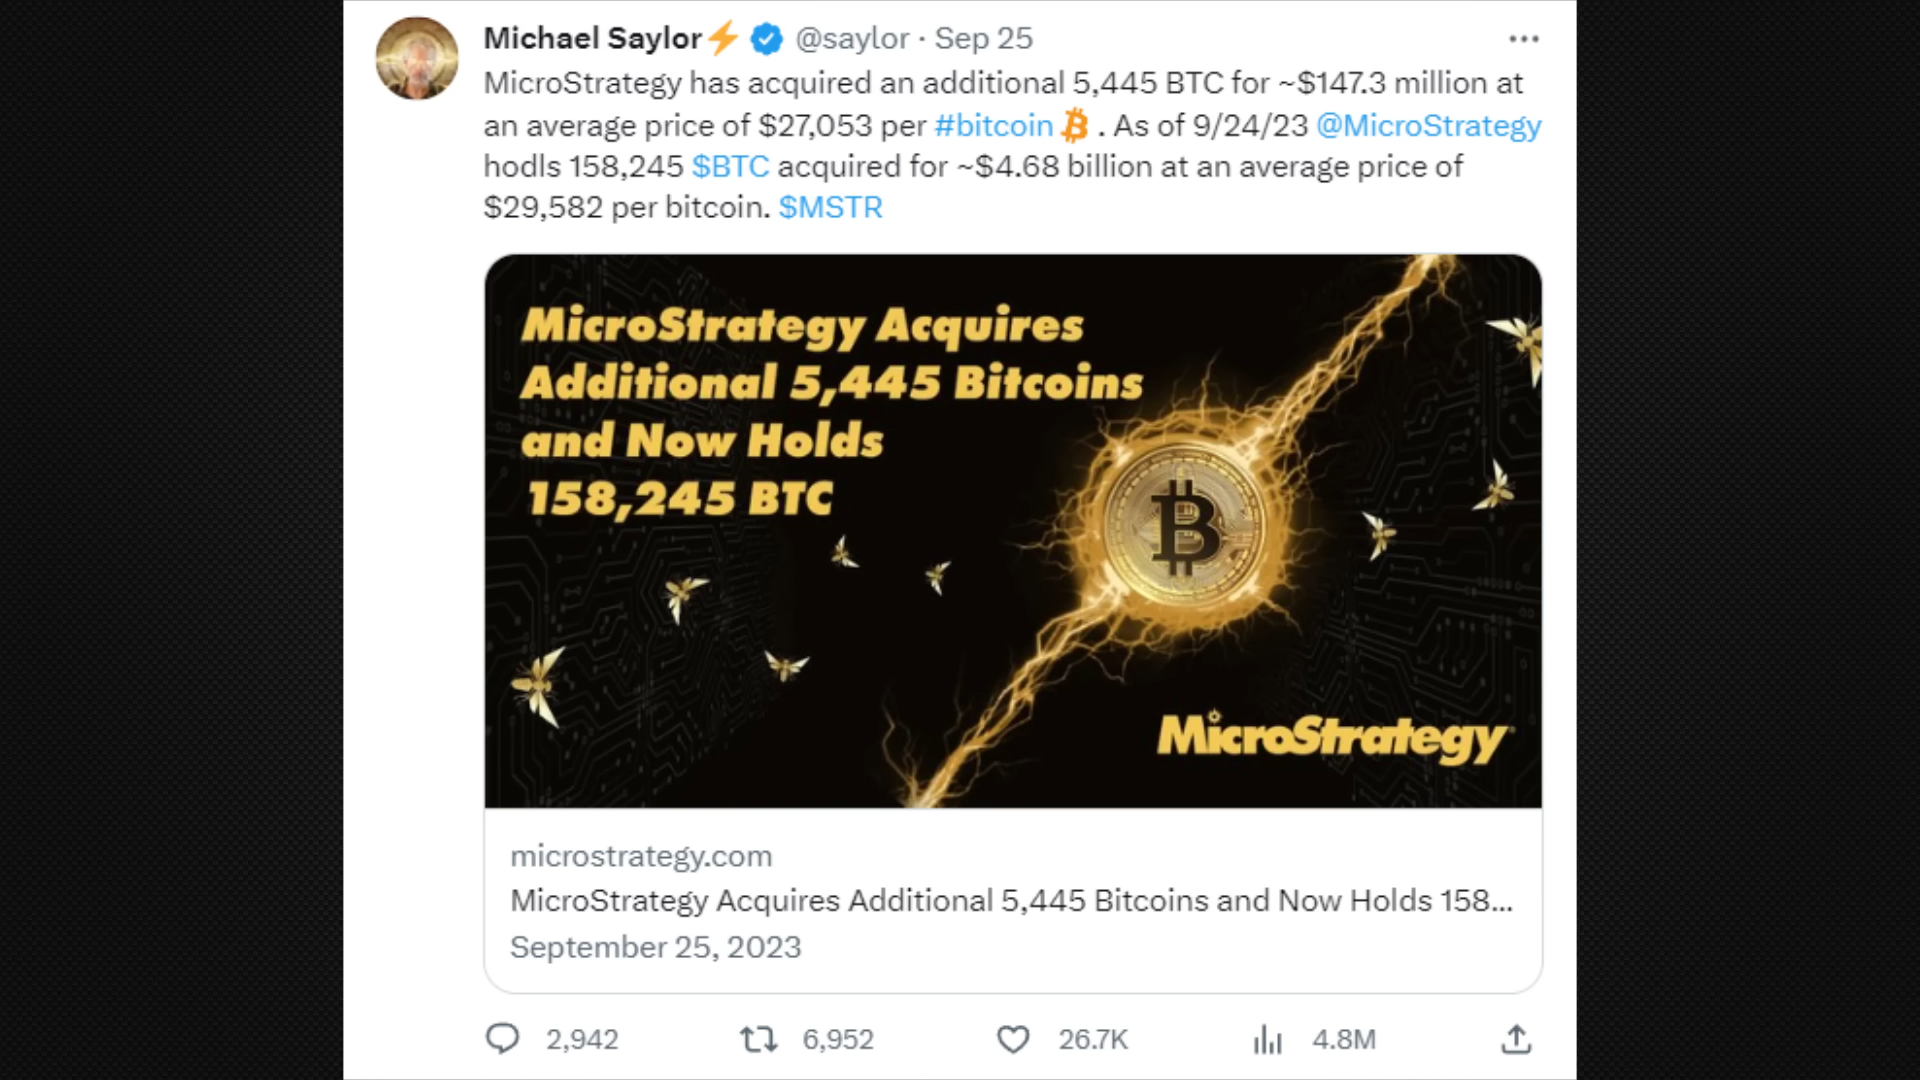 Michael Saylor⚡ @saylor · Sep 25
MicroStrategy has acquired an additional 5,445 BTC for ~$147.3 million at
an average price of $27,053 per #bitcoin ₿ . As of 9/24/23 @MicroStrategy
hodls 158,245 $BTC acquired for ~$4.68 billion at an average price of
$29,582 per bitcoin. $MSTR
MicroStrategy Acquires
Additional 5,445 Bitcoins
and Now Holds
158,245 BTC
MicroStrategy
microstrategy.com
MicroStrategy Acquires Additional 5,445 Bitcoins and Now Holds 158...
September 25, 2023
2,942 6,952 26.7K 4.8M